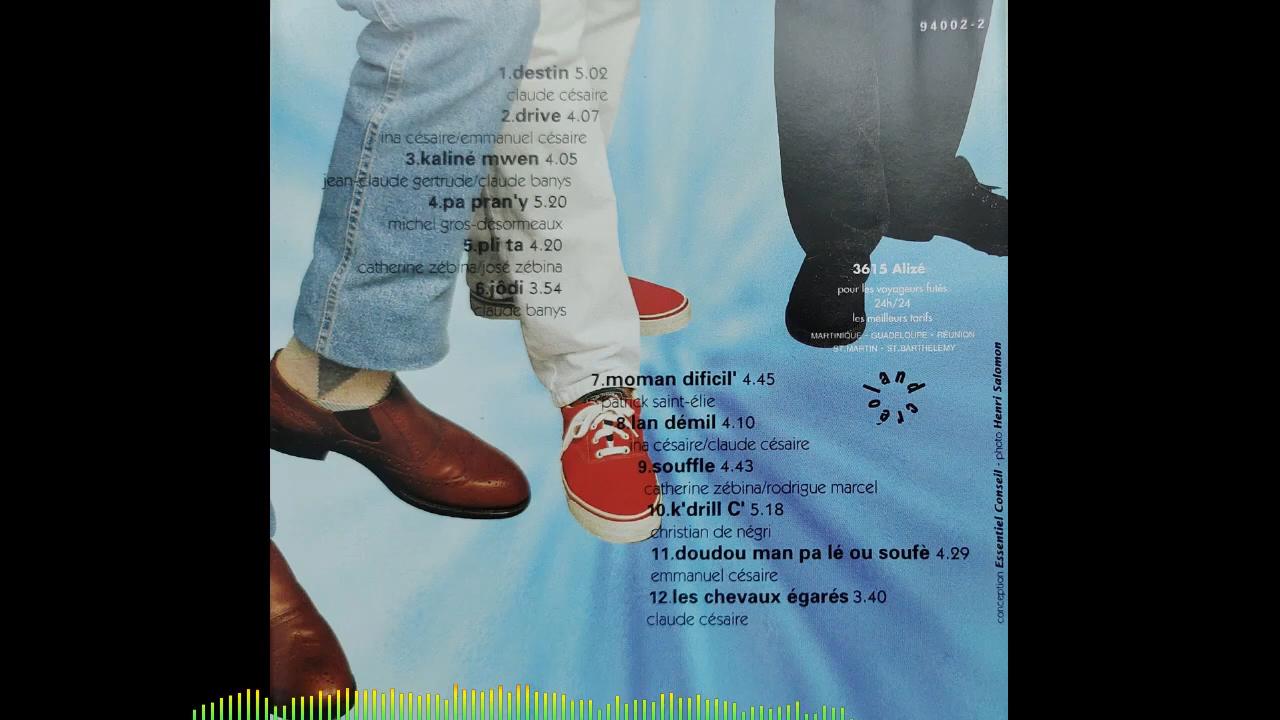 94002-2
1.destin 5.02
claude césaire
2.drive 4.07
ina césaire/emmanuel césaire
3.kaliné mwen 4.05
jean-claude gertrude/claude banys
4.pa pran'y 5.20
michel gros-désormeaux
5.pli ta 4.20
catherine zébina/josé zébina
6.jôdi 3.54
claude banys
3615 Alizé
pour les voyageurs futés
24h/24
les meilleurs tarifs
MARTINIQUE - GUADELOUPE - REUNION
ST.MARTIN - ST.BARTHELEMY
7.moman dificil' 4.45
patrick saint-élie
8.lan démil 4.10
ina césaire/claude césaire
9.souffle 4.43
catherine zébina/rodrigue marcel
10.k'drill C' 5.18
christian de négri
11.doudou man pa lé ou soufè 4.29
emmanuel césaire
12.les chevaux égarés 3.40
claude césaire
créoland
conception Essentiel Conseil - photo Henri Salomon